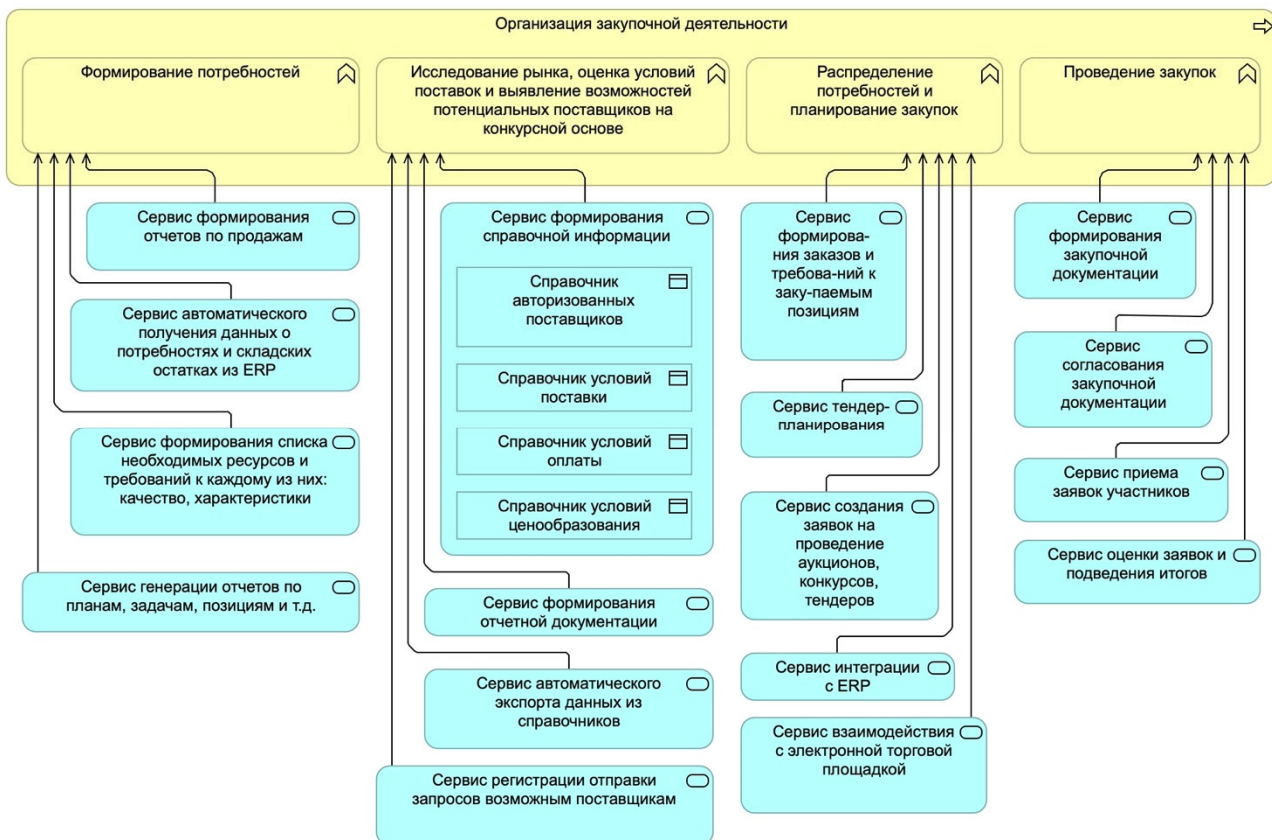 Организация закупочной деятельности
Формирование потребностей
Исследование рынка, оценка условий
поставок и выявление возможностей
потенциальных поставщиков на
конкурсной основе
Распределение
потребностей и
планирование закупок
Проведение закупок
Сервис формирования
отчетов по продажам
Сервис автоматического
получения данных о
потребностях и складских
остатках из ERP
Сервис формирования списка
необходимых ресурсов и
требований к каждому из них:
качество, характеристики
Сервис генерации отчетов по
планам, задачам, позициям и т.д.
Сервис формирования
справочной информации
Справочник
авторизованных
поставщиков
Справочник условий
поставки
Справочник условий
оплаты
Справочник условий
ценообразования
Сервис формирования
отчетной документации
Сервис автоматического
экспорта данных из
справочников
Сервис регистрации отправки
запросов возможным поставщикам
Сервис
формирова-
ния заказов и
требова-ний к
заку-паемым
позициям
Сервис тендер-
планирования
Сервис создания
заявок на
проведение
аукционов,
конкурсов,
тендеров
Сервис интеграции
с ERP
Сервис взаимодействия
с электронной торговой
площадкой
Сервис
формирования
закупочной
документации
Сервис
согласования
закупочной
документации
Сервис приема
заявок участников
Сервис оценки заявок и
подведения итогов